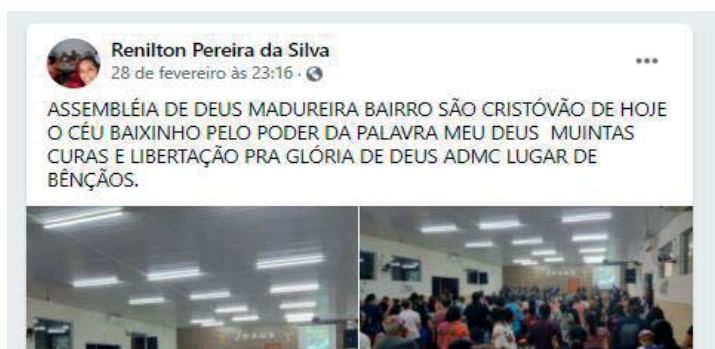 Renilton Pereira da Silva
28 de fevereiro às 23:16 ·
ASSEMBLÉIA DE DEUS MADUREIRA BAIRRO SÃO CRISTÓVÃO DE HOJE
O CÉU BAIXINHO PELO PODER DA PALAVRA MEU DEUS MUINTAS
CURAS E LIBERTAÇÃO PRA GLÓRIA DE DEUS ADMC LUGAR DE
BÊNÇÃOS.
Jesus